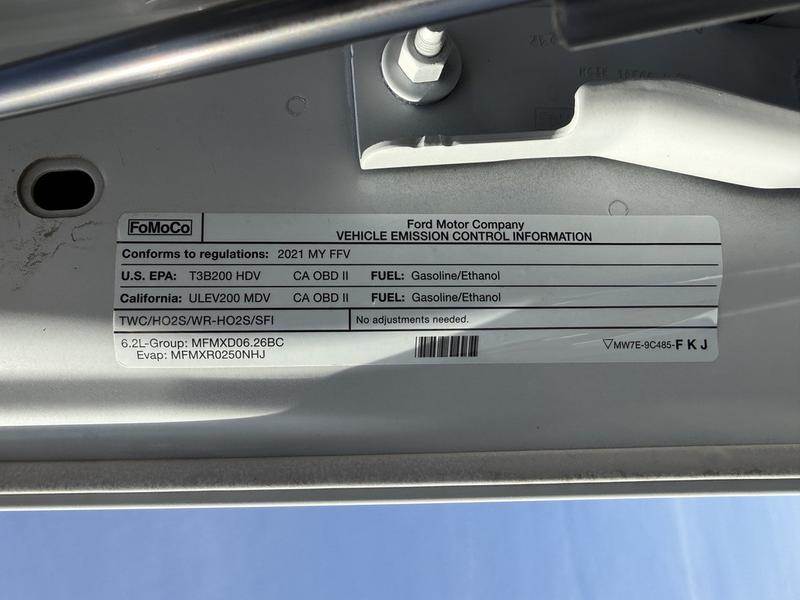 FoMoCo
Ford Motor Company
VEHICLE EMISSION CONTROL INFORMATION
Conforms to regulations: 2021 MY FFV
U.S. EPA: T3B200 HDV CA OBD II FUEL: Gasoline/Ethanol
California: ULEV200 MDV CA OBD II FUEL: Gasoline/Ethanol
TWC/HO2S/WR-HO2S/SFI No adjustments needed.
6.2L-Group: MFMXD06.26BC
Evap: MFMXR0250NHJ
▽MW7E-9C485-F K J